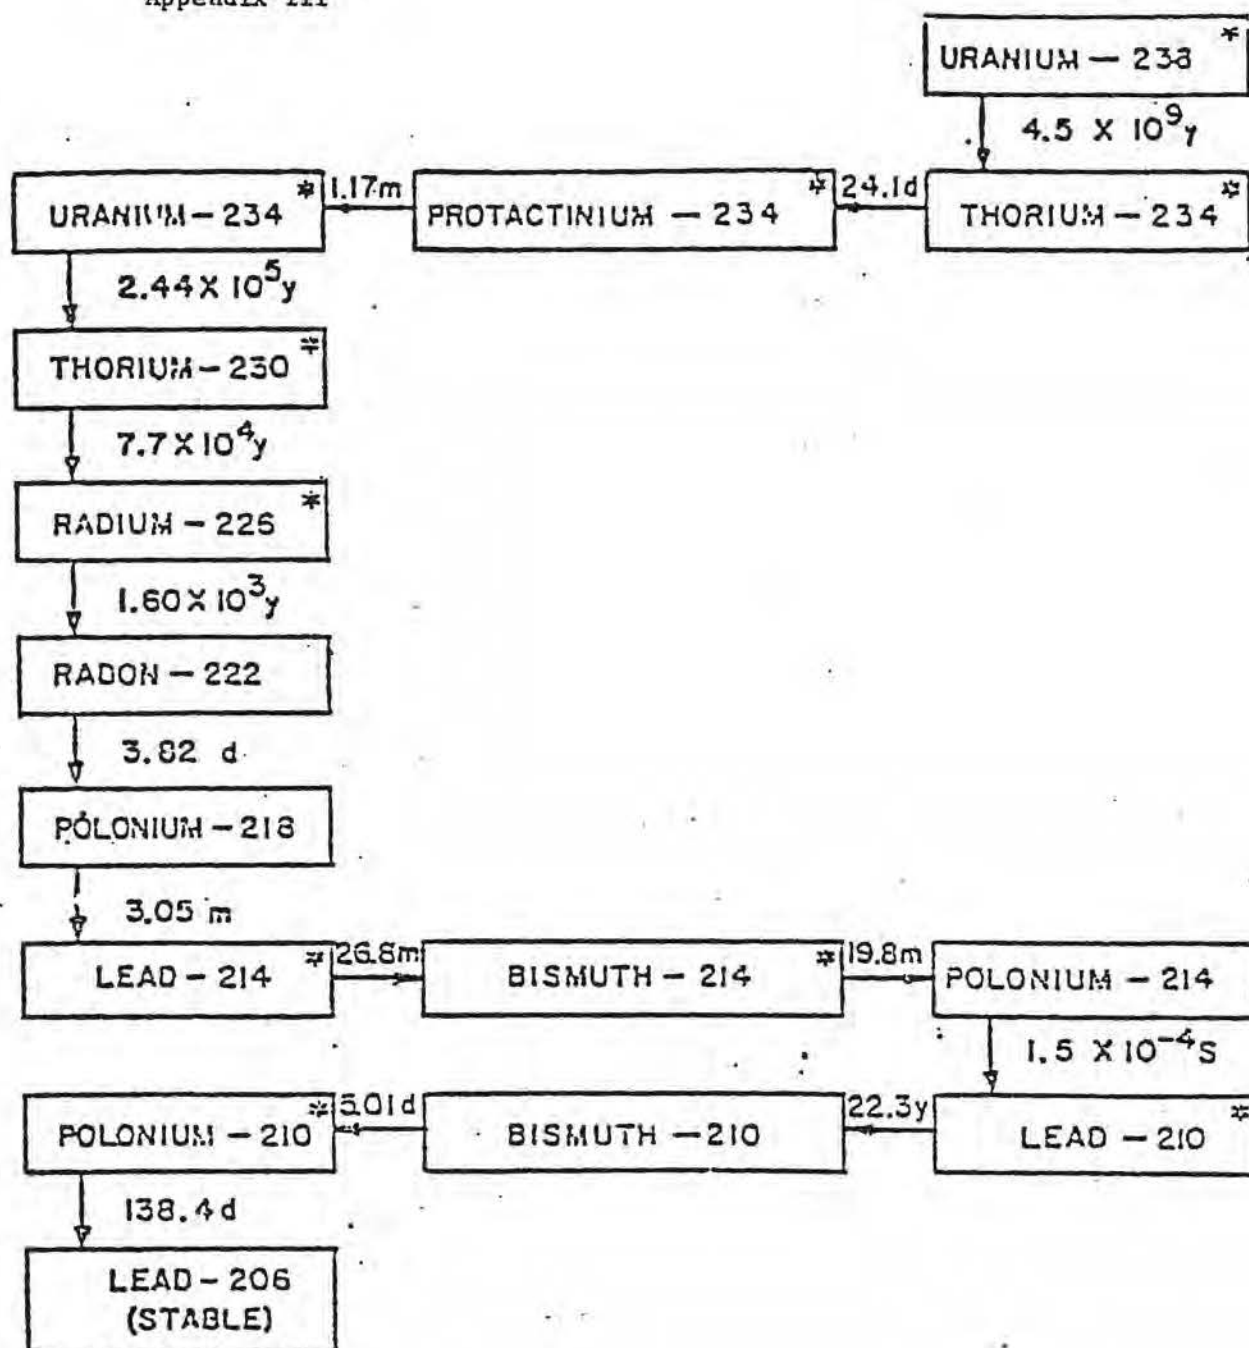 Appendix III
URANIUM — 238 *
4.5 X 10⁹y
URANIUM — 234 * 1.17m PROTACTINIUM — 234 * 24.1d THORIUM — 234 *
2.44 X 10⁵y
THORIUM — 230 *
7.7 X 10⁴y
RADIUM — 226 *
1.60 X 10³y
RADON — 222
3.82 d
POLONIUM — 218
3.05 m
LEAD — 214 * 26.8m BISMUTH — 214 * 19.8m POLONIUM — 214
1.5 X 10⁻⁴S
POLONIUM — 210 * 5.01d BISMUTH — 210 22.3y LEAD — 210 *
138.4d
LEAD — 206
(STABLE)